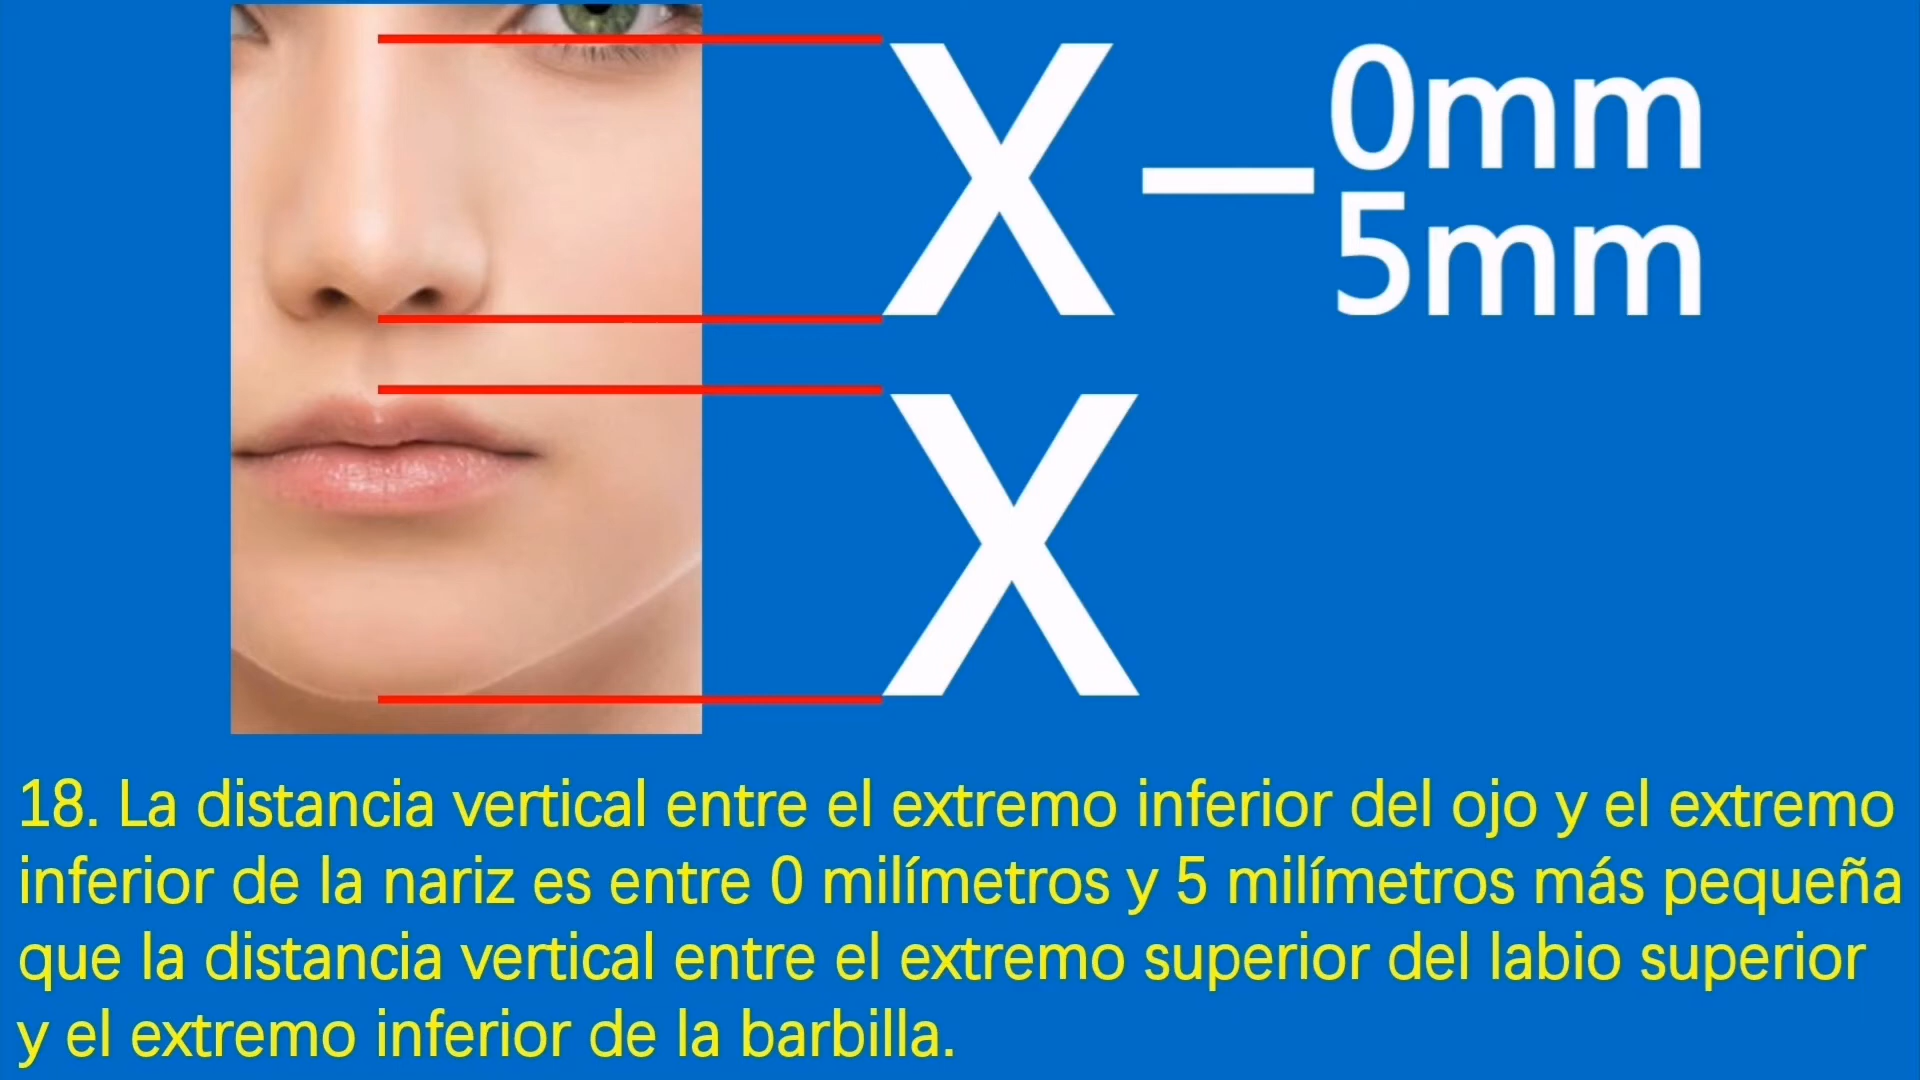 X
— 0mm
5mm
X
18. La distancia vertical entre el extremo inferior del ojo y el extremo
inferior de la nariz es entre 0 milímetros y 5 milímetros más pequeña
que la distancia vertical entre el extremo superior del labio superior
y el extremo inferior de la barbilla.